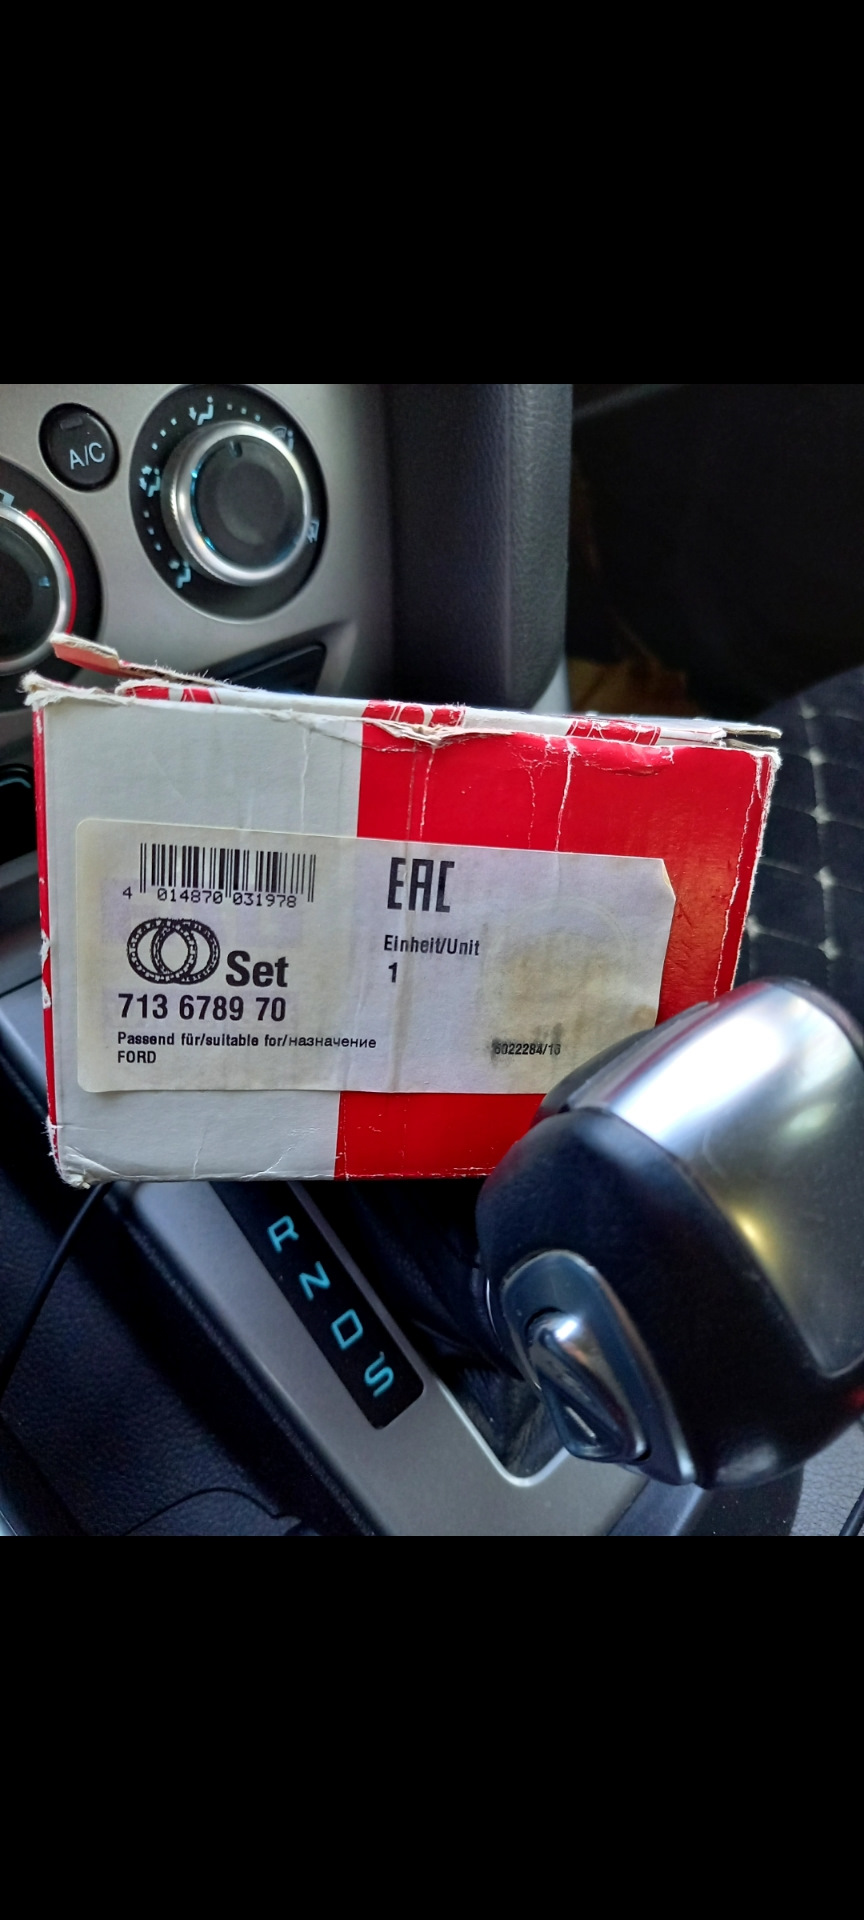 A/C
4 014870 031978
EAC
Einheit/Unit
1
Set
713 6789 70
Passend für/suitable for/назначение
FORD
R
N
D
S